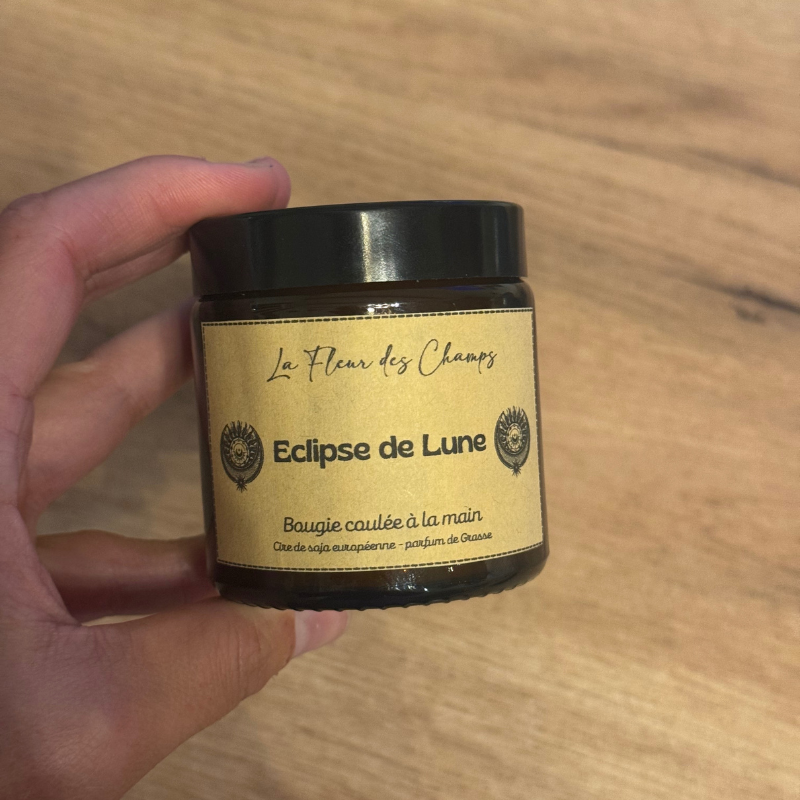 La Fleur des Champs
Eclipse de Lune
Bougie coulée à la main
Cire de soja européenne - parfum de Grasse